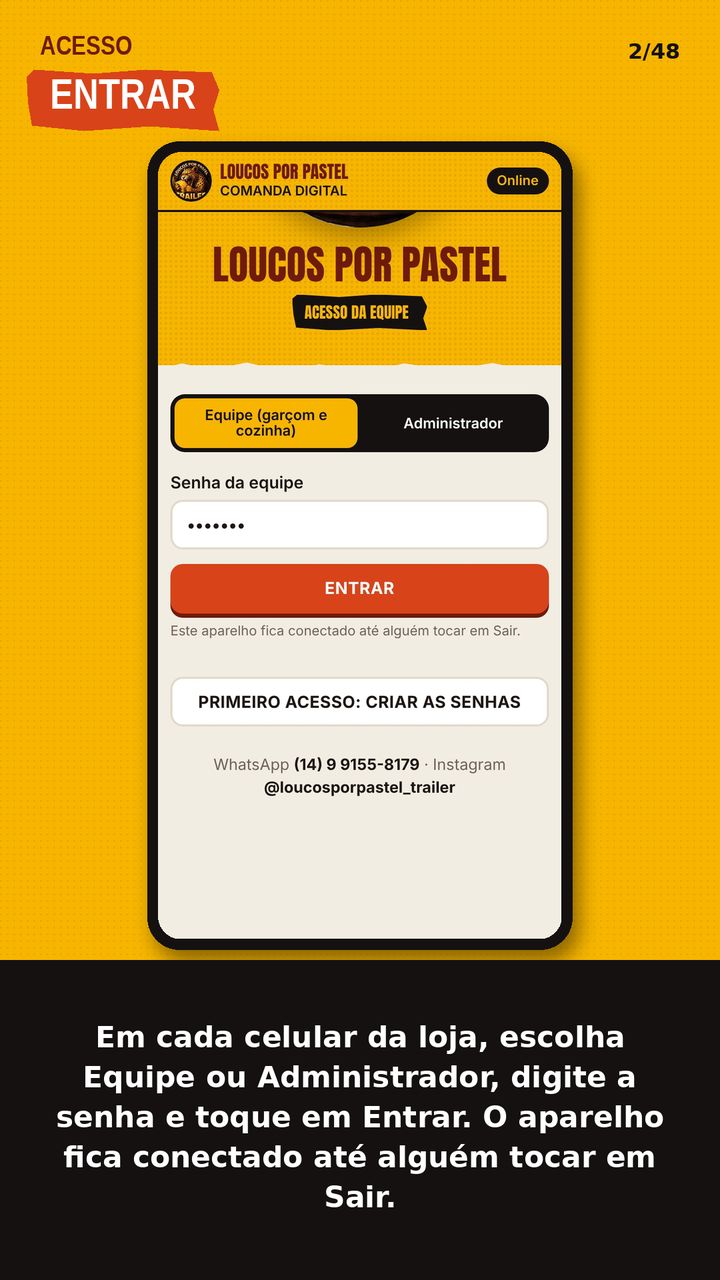 ACESSO
2/48
ENTRAR
LOUCOS POR PASTEL
COMANDA DIGITAL
Online
LOUCOS POR PASTEL
ACESSO DA EQUIPE
Equipe (garçom e
cozinha)
Administrador
Senha da equipe
•••••••
ENTRAR
Este aparelho fica conectado até alguém tocar em Sair.
PRIMEIRO ACESSO: CRIAR AS SENHAS
WhatsApp (14) 9 9155-8179 · Instagram
@loucosporpastel_trailer
Em cada celular da loja, escolha
Equipe ou Administrador, digite a
senha e toque em Entrar. O aparelho
fica conectado até alguém tocar em
Sair.